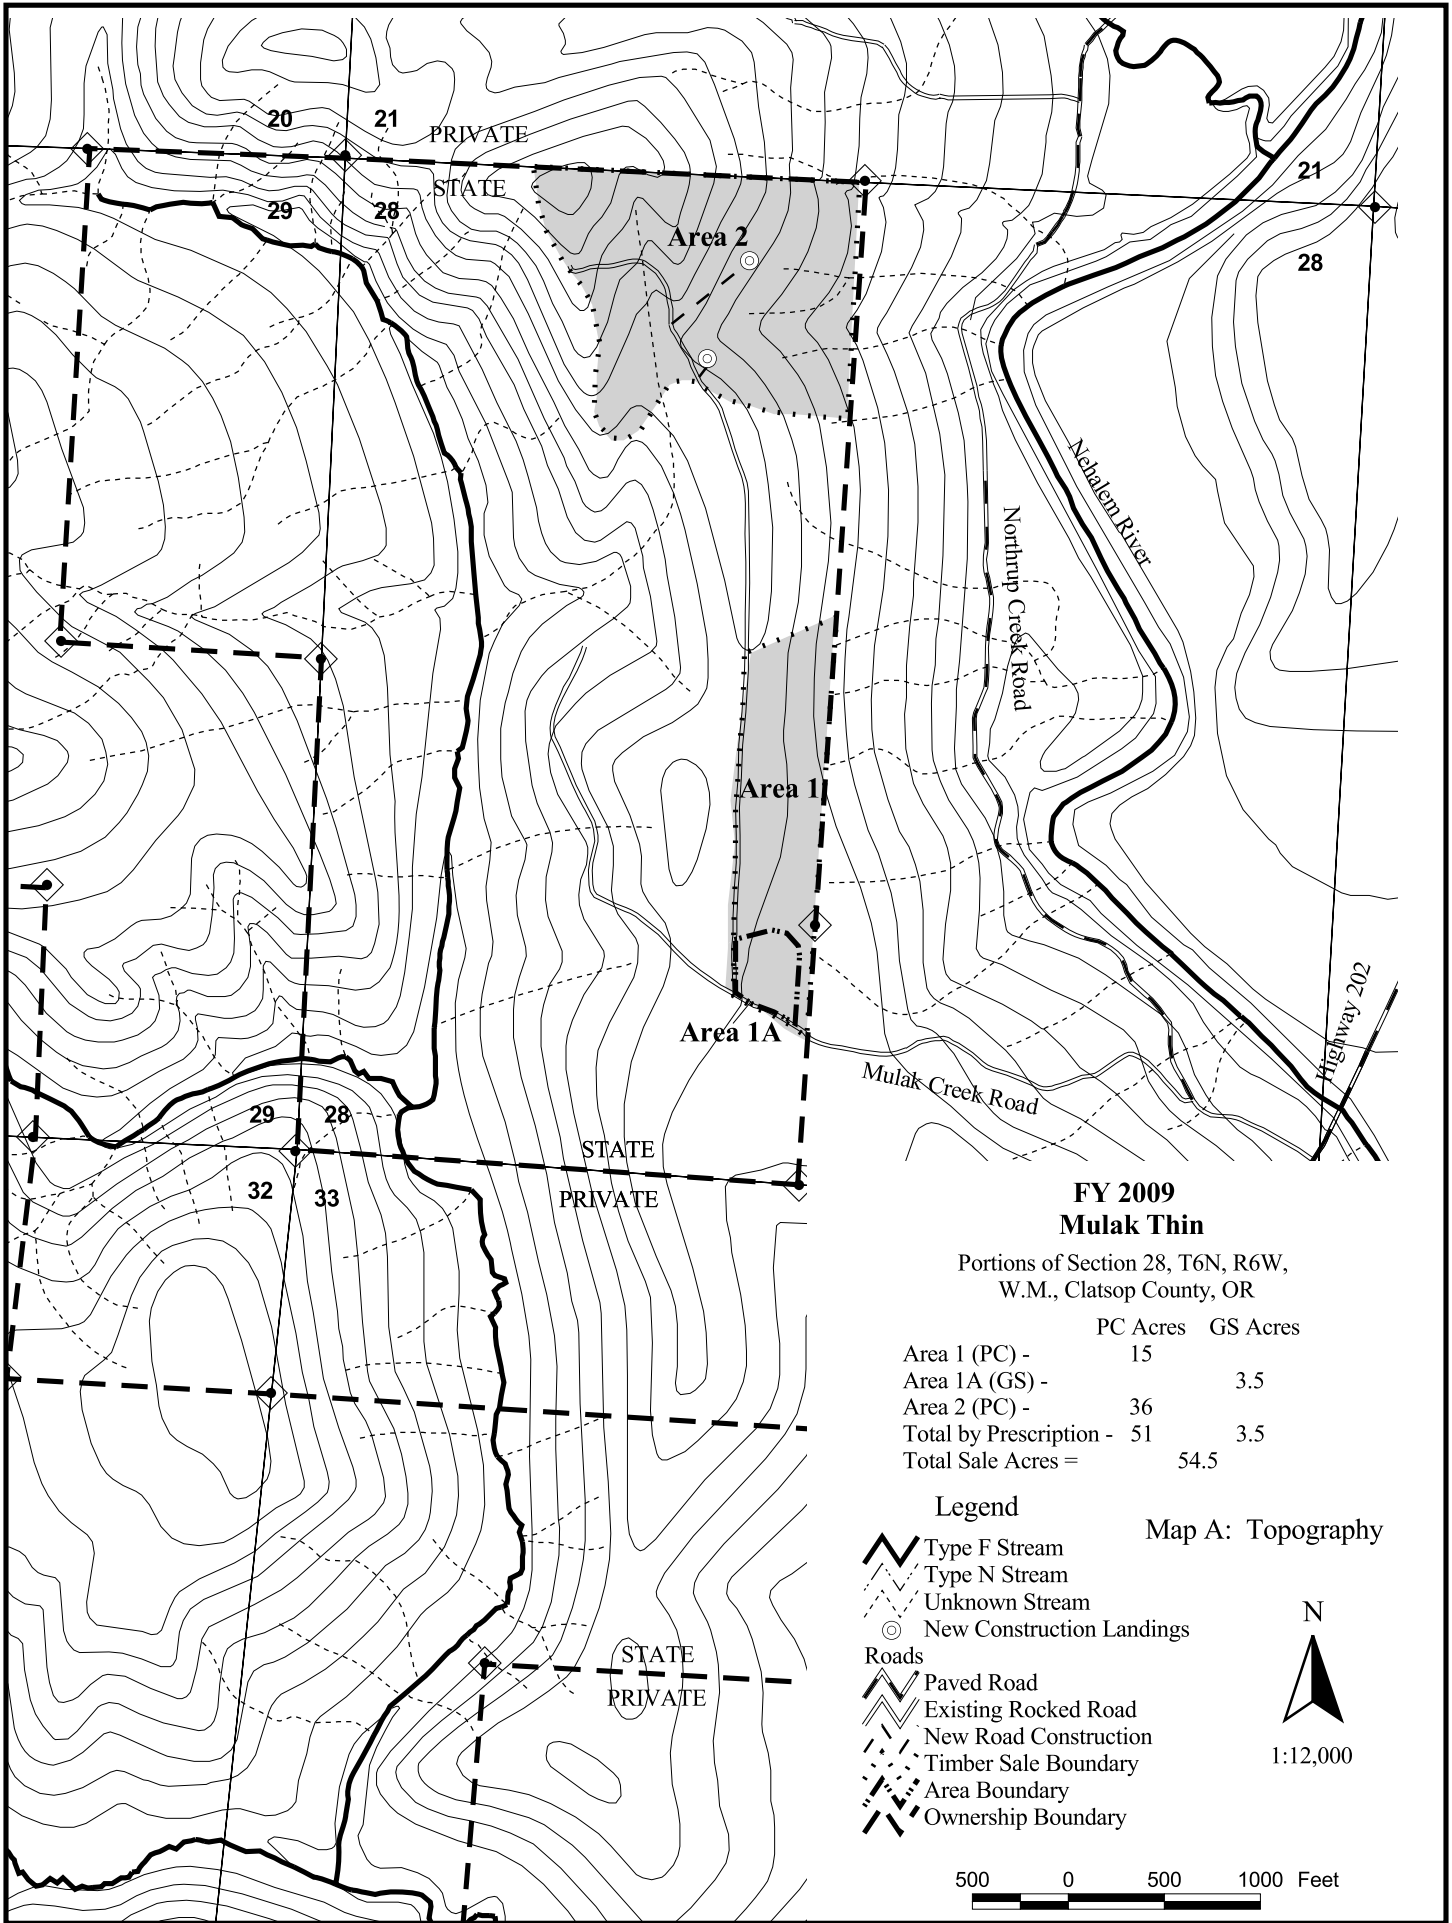 20
21
PRIVATE
STATE
29
28
21
28
Area 2
Nehalem River
Northrup Creek Road
Area 1
Area 1A
Mulak Creek Road
Highway 202
29
28
STATE
PRIVATE
32
33
STATE
PRIVATE
FY 2009
Mulak Thin
Portions of Section 28, T6N, R6W,
W.M., Clatsop County, OR
PC Acres GS Acres
Area 1 (PC) - 15
Area 1A (GS) - 3.5
Area 2 (PC) - 36
Total by Prescription - 51 3.5
Total Sale Acres = 54.5
Legend
Map A: Topography
Type F Stream
Type N Stream
Unknown Stream
New Construction Landings
Roads
Paved Road
Existing Rocked Road
New Road Construction
Timber Sale Boundary
Area Boundary
Ownership Boundary
N
1:12,000
500 0 500 1000 Feet